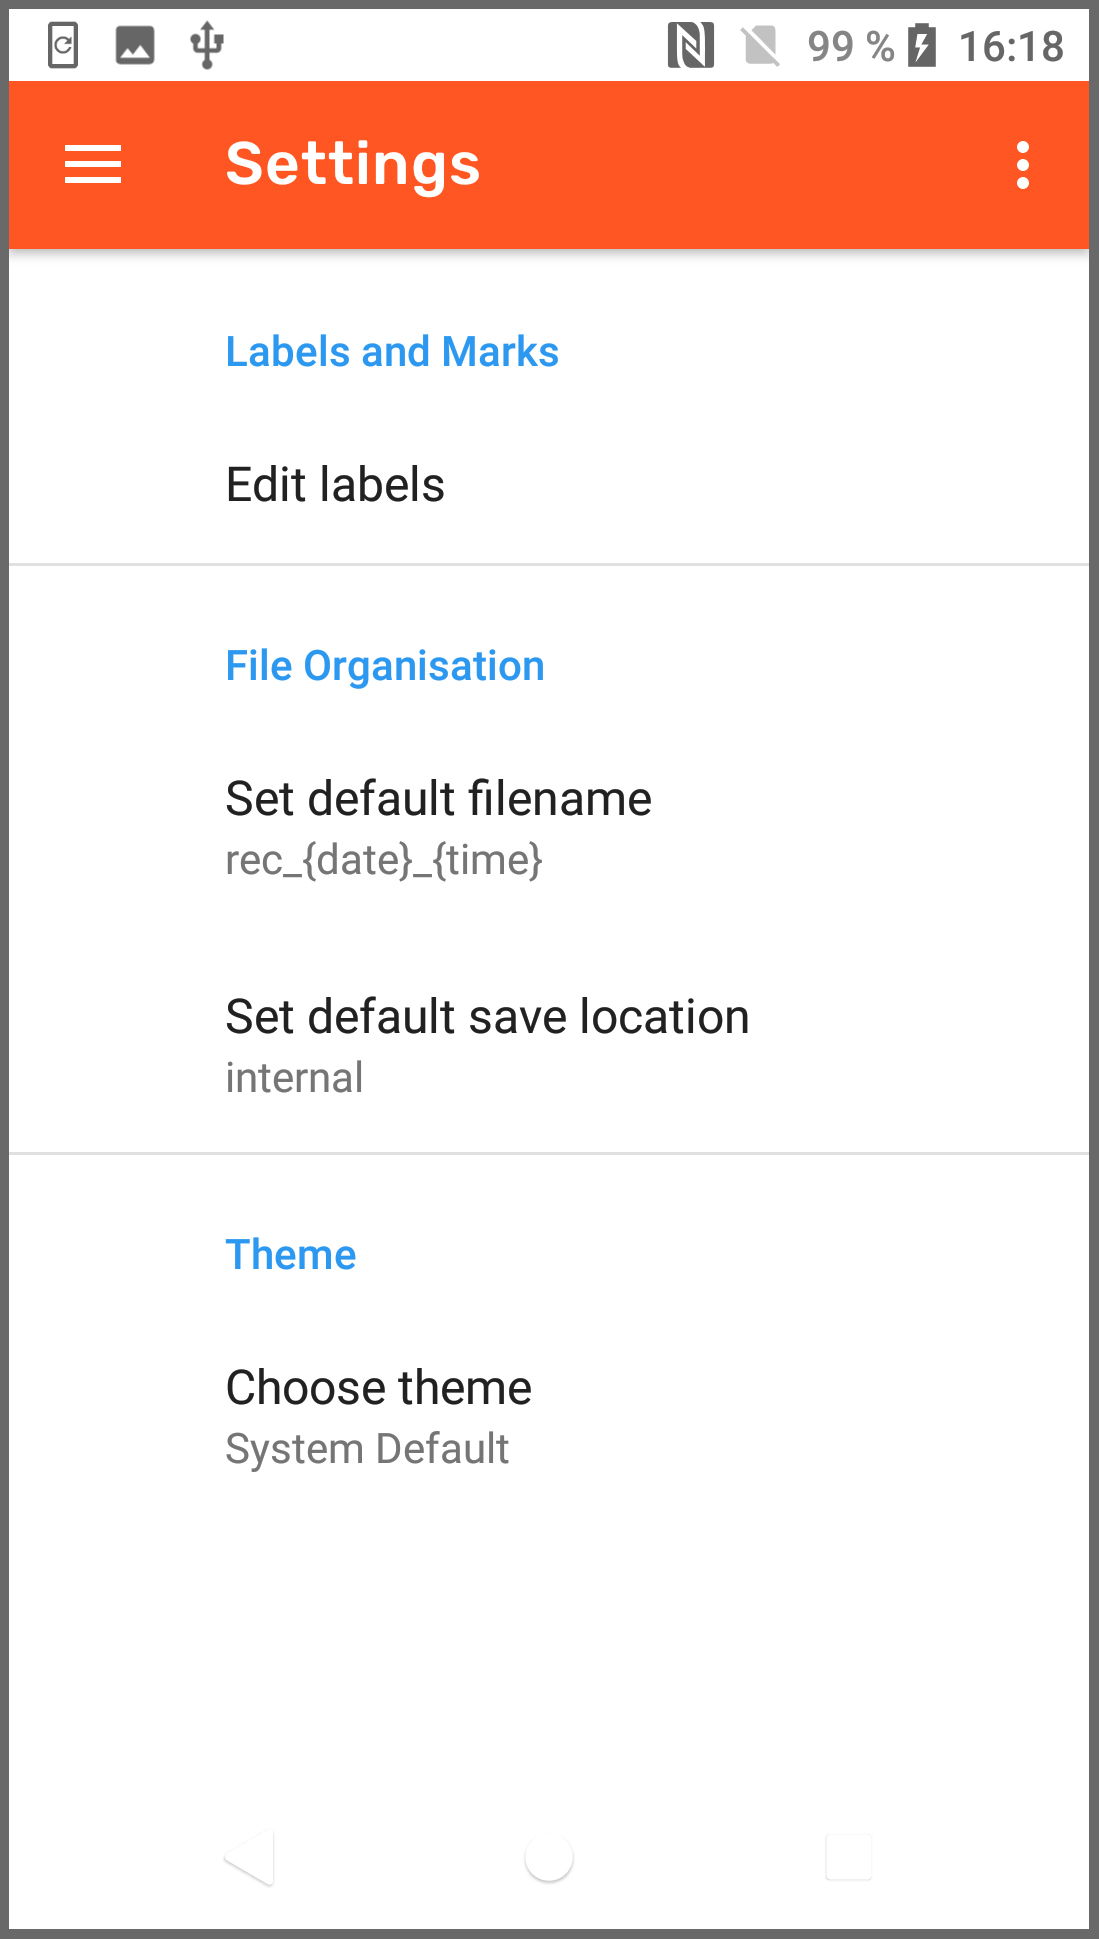 99 % 16:18
Settings
Labels and Marks
Edit labels
File Organisation
Set default filename
rec_{date}_{time}
Set default save location
internal
Theme
Choose theme
System Default